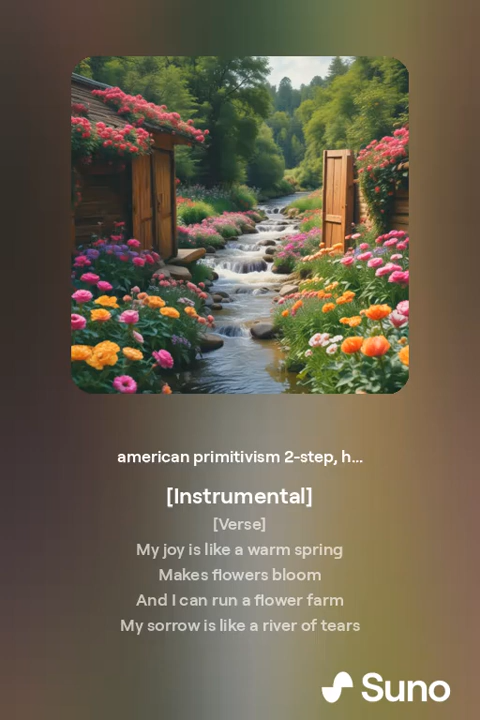 american primitivism 2-step, h...
[Instrumental]
[Verse]
My joy is like a warm spring
Makes flowers bloom
And I can run a flower farm
My sorrow is like a river of tears
Suno